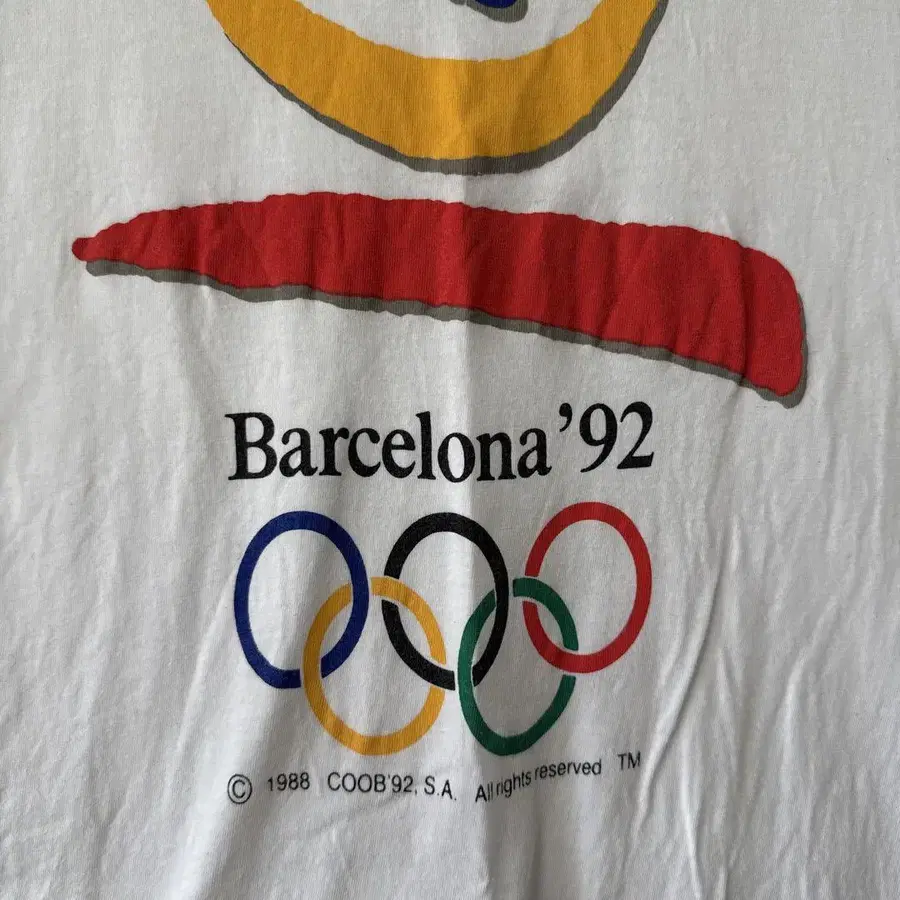 Barcelona '92
© 1988 COOB'92, S.A. All rights reserved TM